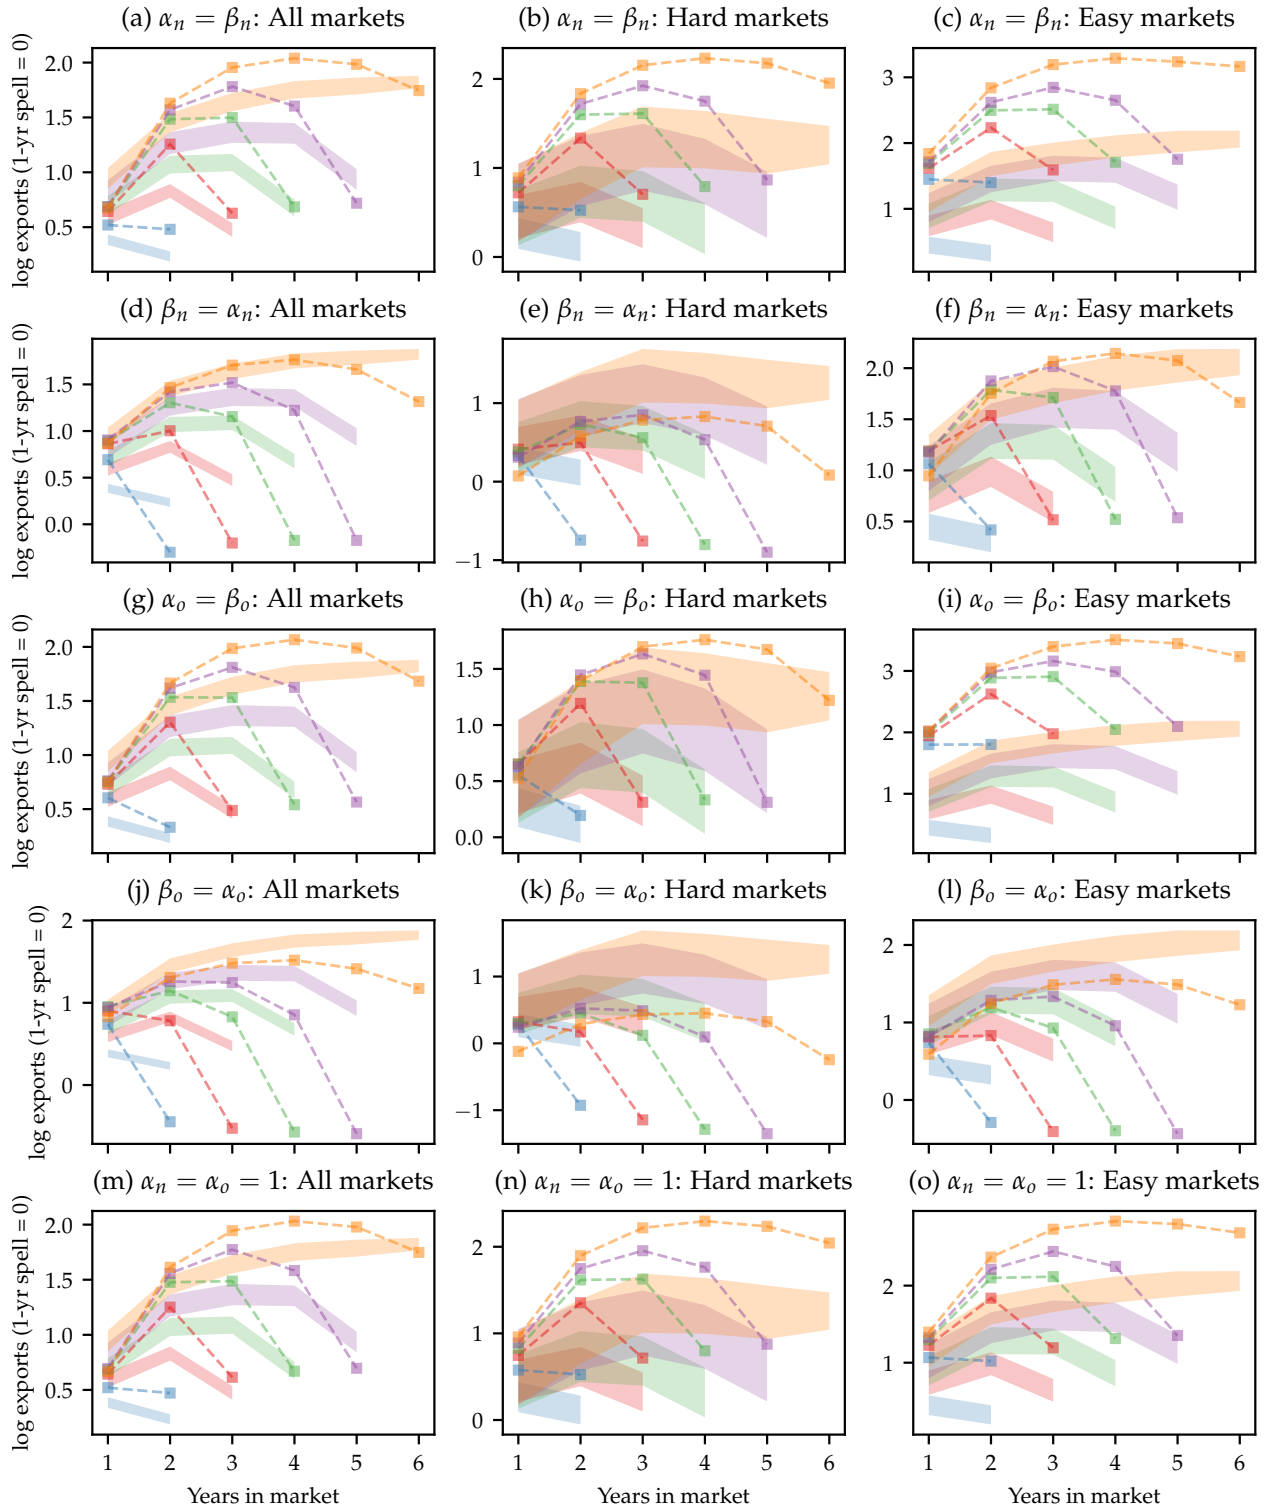 (a) αn = βn: All markets
(b) αn = βn: Hard markets
(c) αn = βn: Easy markets
log exports (1-yr spell = 0)
2.0
1.5
1.0
0.5
2
1
0
3
2
1
(d) βn = αn: All markets
(e) βn = αn: Hard markets
(f) βn = αn: Easy markets
log exports (1-yr spell = 0)
1.5
1.0
0.5
0.0
1
0
−1
2.0
1.5
1.0
0.5
(g) αo = βo: All markets
(h) αo = βo: Hard markets
(i) αo = βo: Easy markets
log exports (1-yr spell = 0)
2.0
1.5
1.0
0.5
1.5
1.0
0.5
0.0
3
2
1
(j) βo = αo: All markets
(k) βo = αo: Hard markets
(l) βo = αo: Easy markets
log exports (1-yr spell = 0)
2
1
0
1
0
−1
2
1
0
(m) αn = αo = 1: All markets
(n) αn = αo = 1: Hard markets
(o) αn = αo = 1: Easy markets
log exports (1-yr spell = 0)
2.0
1.5
1.0
0.5
2
1
0
2
1
1 2 3 4 5 6
1 2 3 4 5 6
1 2 3 4 5 6
Years in market
Years in market
Years in market